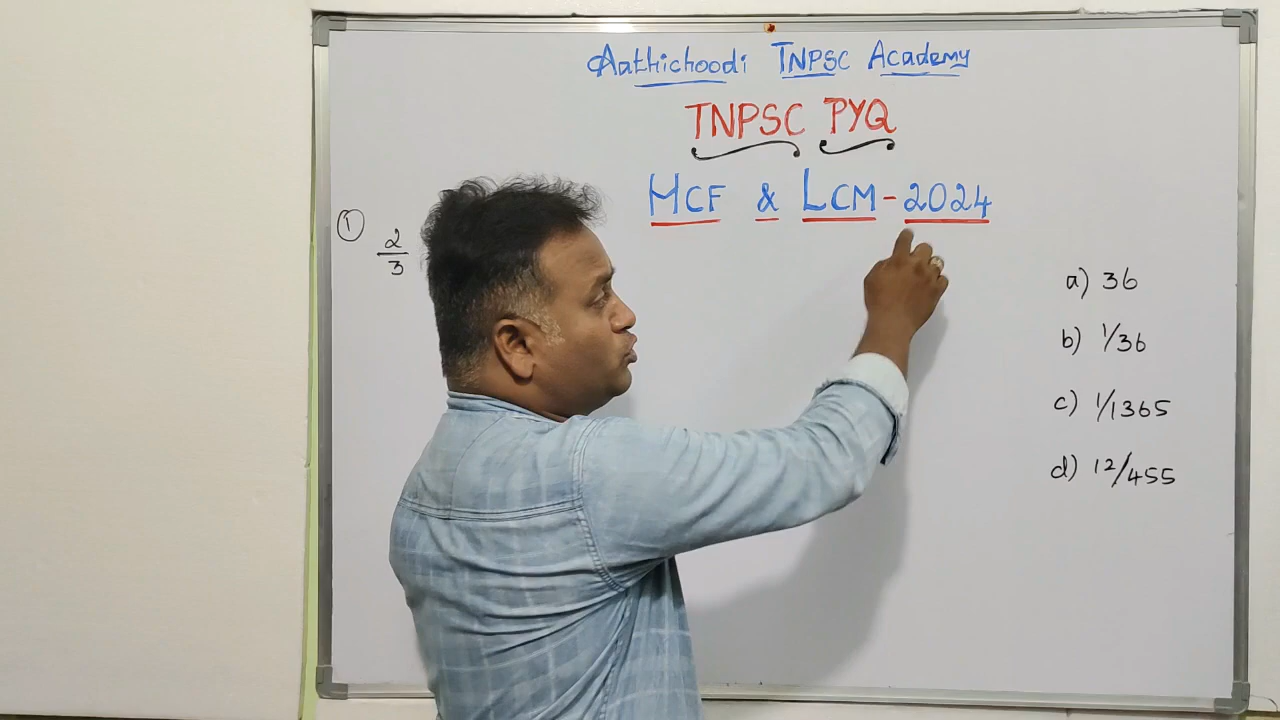 Aathichoodi TNPSC Academy
TNPSC PYQ
HCF & LCM-2024
① 2/3
a) 36
b) 1/36
c) 1/1365
d) 12/455